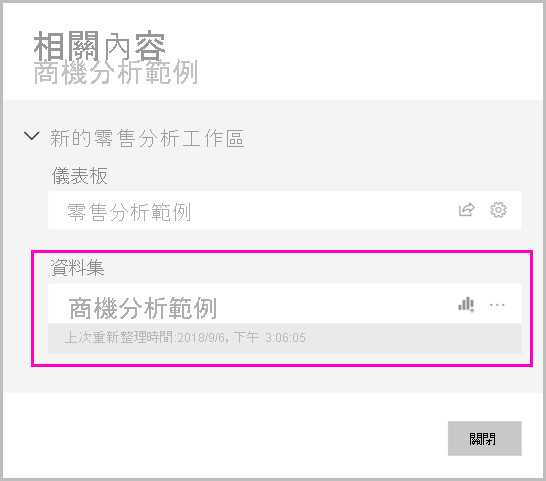 相關內容
商機分析範例
新的零售分析工作區
儀表板
零售分析範例
資料集
商機分析範例
上次重新整理時間:2018/9/6, 下午 3:06:05
關閉